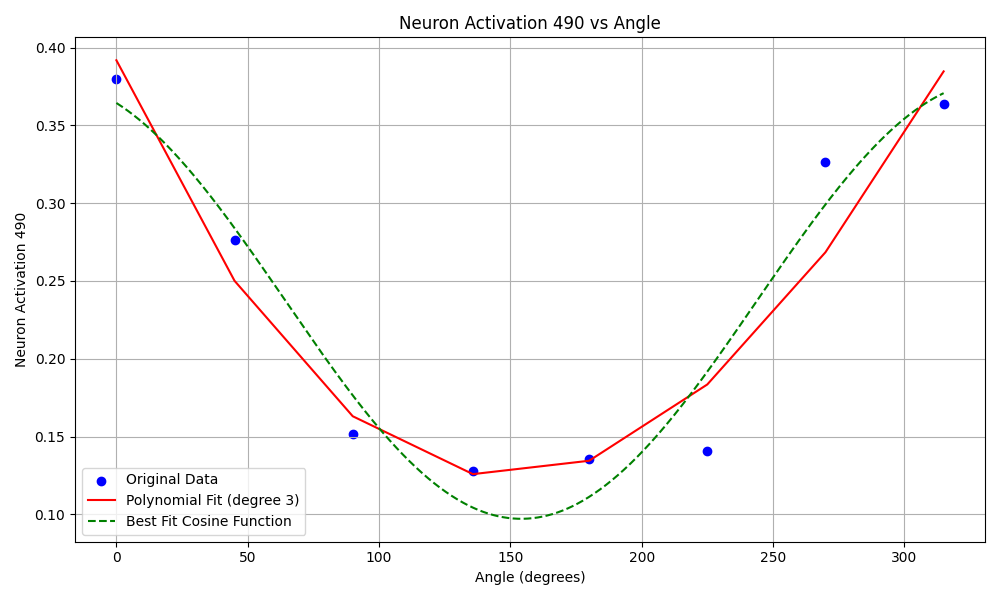 Neuron Activation 490 vs Angle
Neuron Activation 490
0.40
0.35
0.30
0.25
0.20
0.15
0.10
Original Data
Polynomial Fit (degree 3)
Best Fit Cosine Function
0
50
100
150
200
250
300
Angle (degrees)